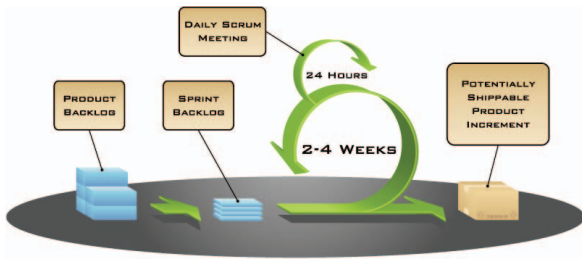 DAILY SCRUM
MEETING
24 HOURS
PRODUCT
BACKLOG
SPRINT
BACKLOG
2-4 WEEKS
POTENTIALLY
SHIPPABLE
PRODUCT
INCREMENT